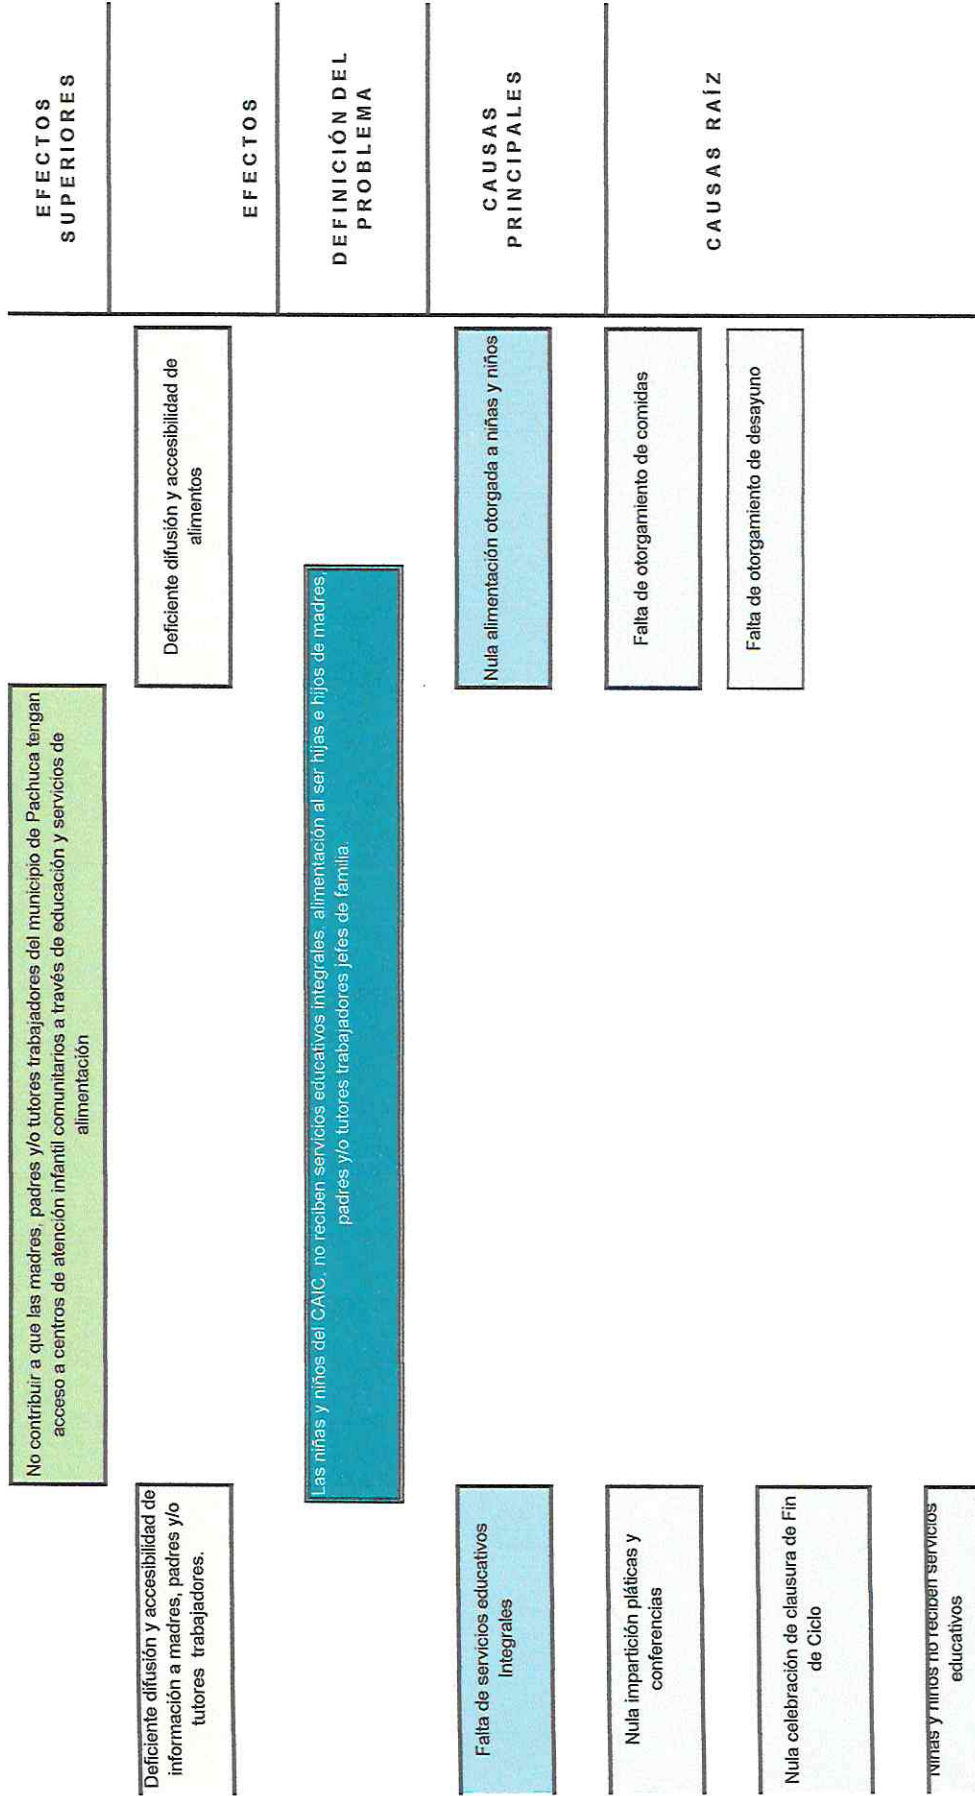 No contribuir a que las madres, padres y/o tutores trabajadores del municipio de Pachuca tengan
acceso a centros de atención infantil comunitarios a través de educación y servicios de
alimentación
EFECTOS
SUPERIORES
Deficiente difusión y accesibilidad de
información a madres, padres y/o
tutores trabajadores.
Deficiente difusión y accesibilidad de
alimentos
EFECTOS
Las niñas y niños del CAIC, no reciben servicios educativos integrales, alimentación al ser hijas e hijos de madres,
padres y/o tutores trabajadores jefes de familia.
DEFINICIÓN DEL
PROBLEMA
Falta de servicios educativos
Integrales
Nula alimentación otorgada a niñas y niños
CAUSAS
PRINCIPALES
Nula impartición pláticas y
conferencias
Falta de otorgamiento de comidas
CAUSAS RAÍZ
Nula celebración de clausura de Fin
de Ciclo
Falta de otorgamiento de desayuno
Niñas y niños no reciben servicios
educativos